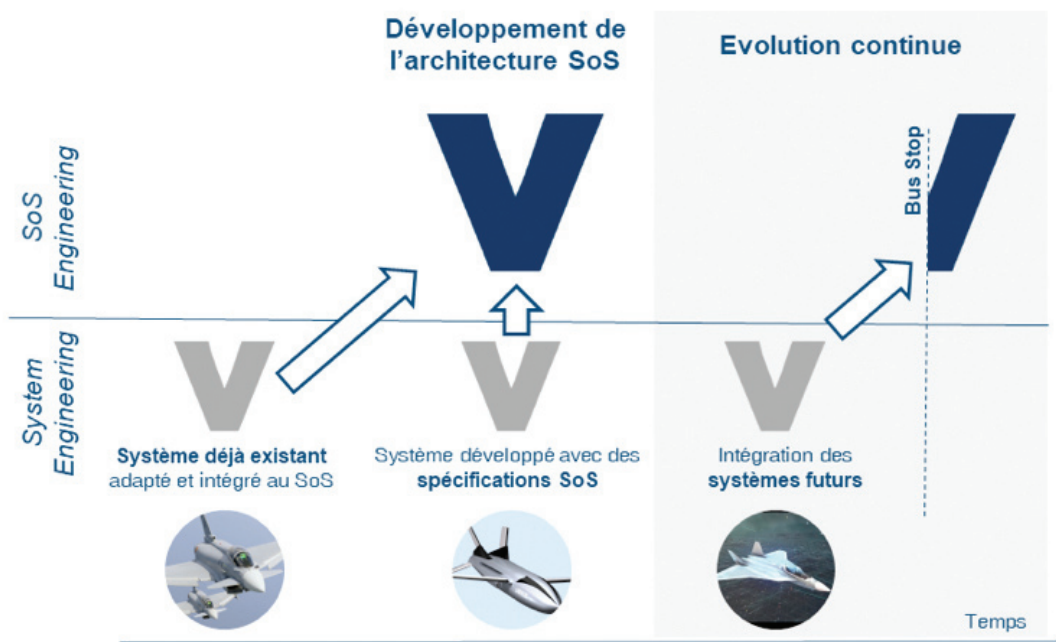 Développement de
l'architecture SoS
Evolution continue
SoS
Engineering
Bus Stop
System
Engineering
Système déjà existant
adapté et intégré au SoS
Système développé avec des
spécifications SoS
Intégration des
systèmes futurs
Temps